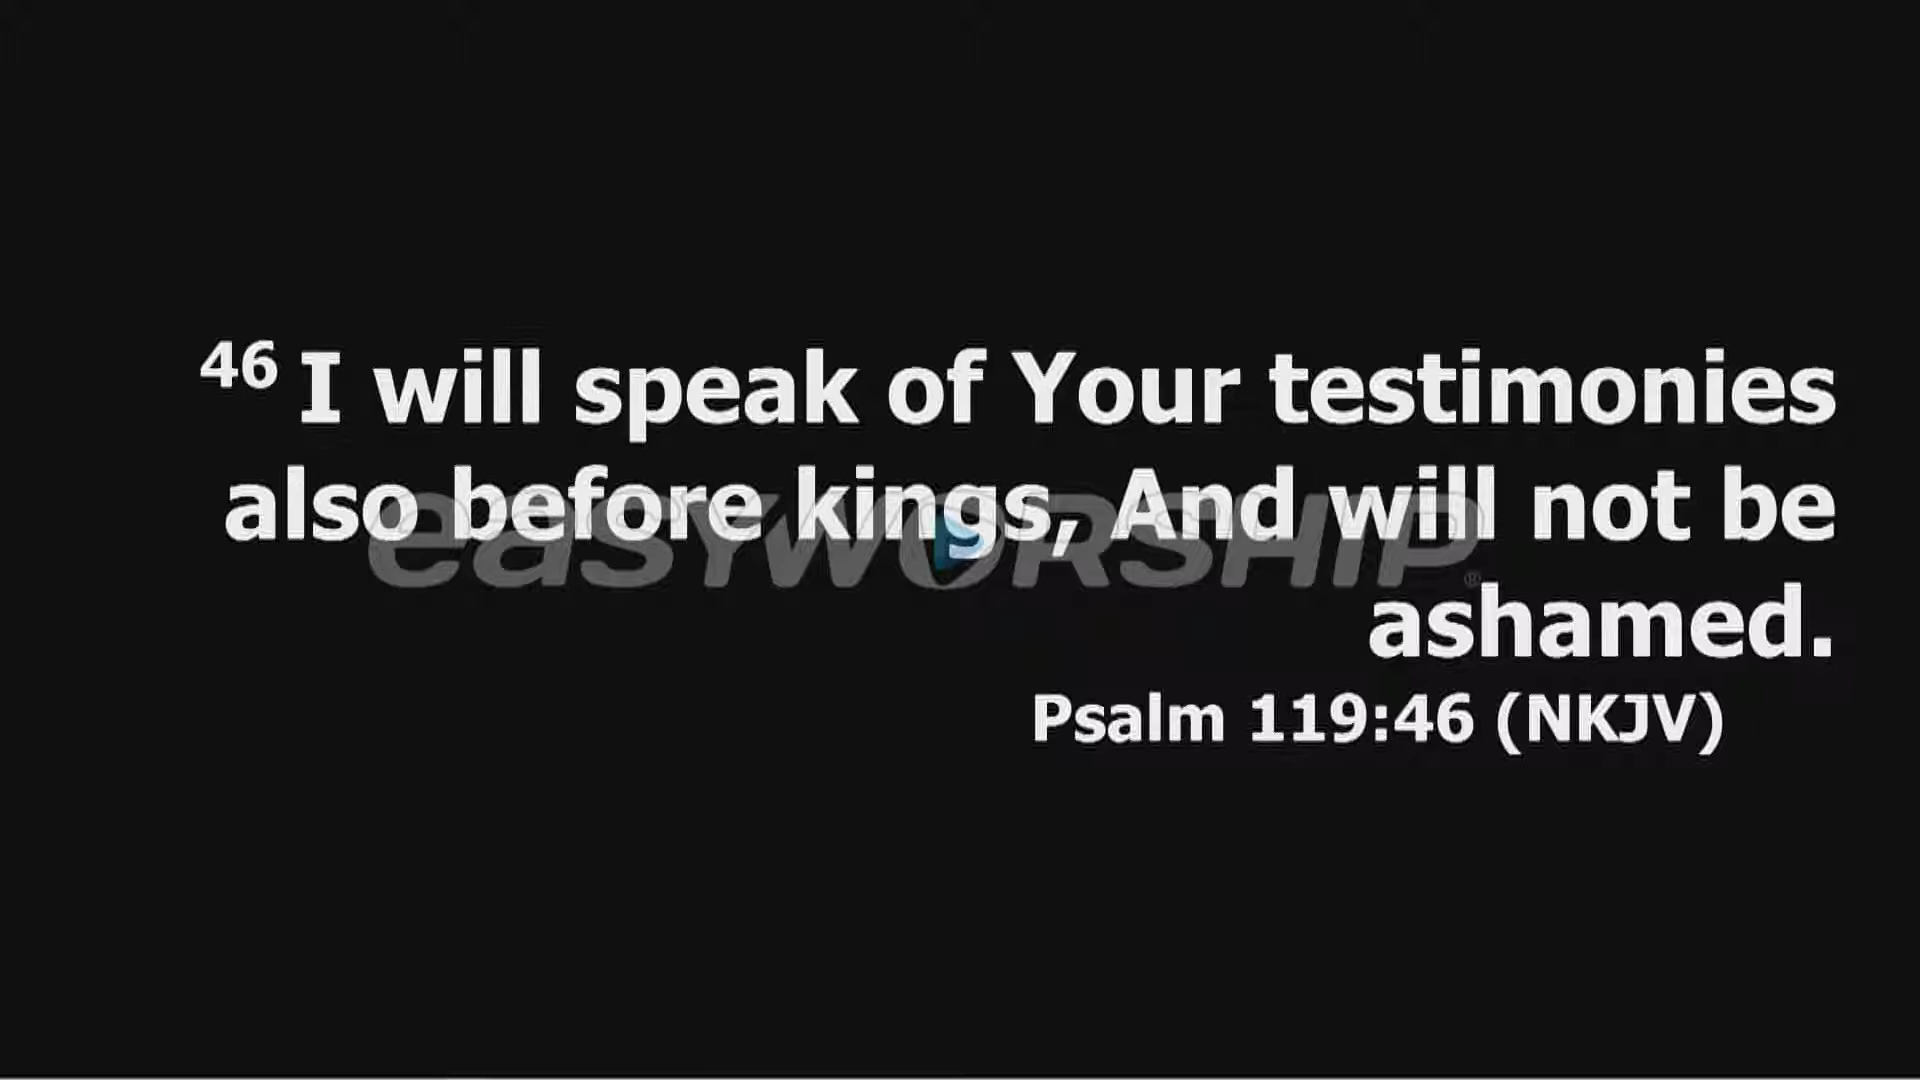 46 I will speak of Your testimonies
also before kings, And will not be
ashamed.
Psalm 119:46 (NKJV)
easyworship®